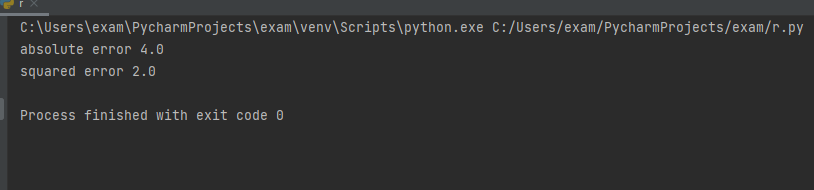 r
C:\Users\exam\PycharmProjects\exam\venv\Scripts\python.exe C:/Users/exam/PycharmProjects/exam/r.py
absolute error 4.0
squared error 2.0
Process finished with exit code 0